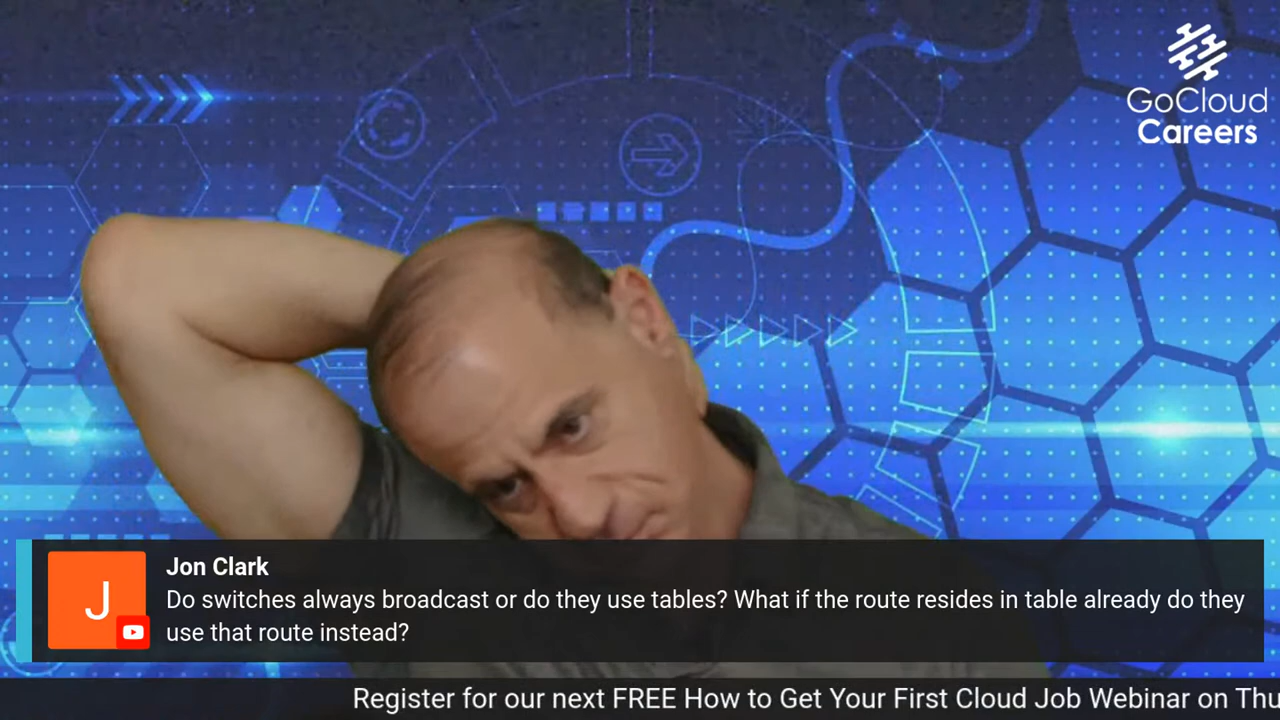 GoCloud
Careers
J
Jon Clark
Do switches always broadcast or do they use tables? What if the route resides in table already do they
use that route instead?
Register for our next FREE How to Get Your First Cloud Job Webinar on Thu